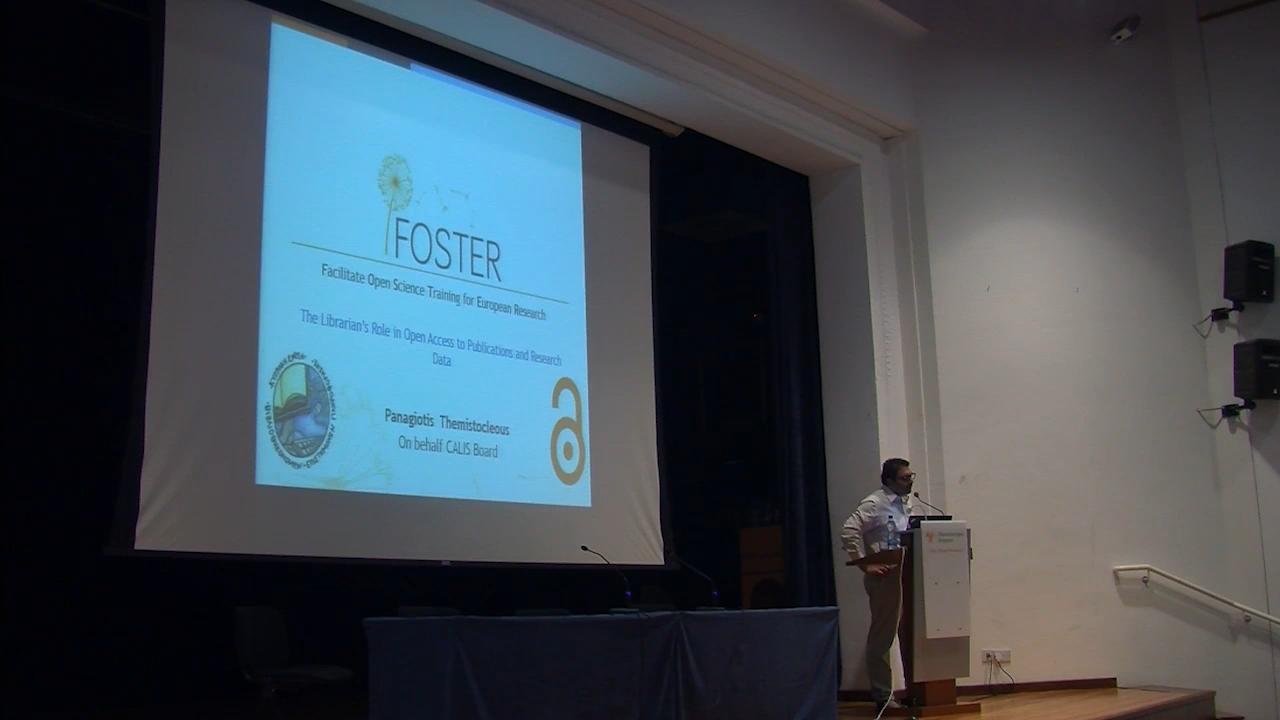 FOSTER
Facilitate Open Science Training for European Research
The Librarian's Role in Open Access to Publications and Research
Data
Panagiotis Themistocleous
On behalf CALIS Board